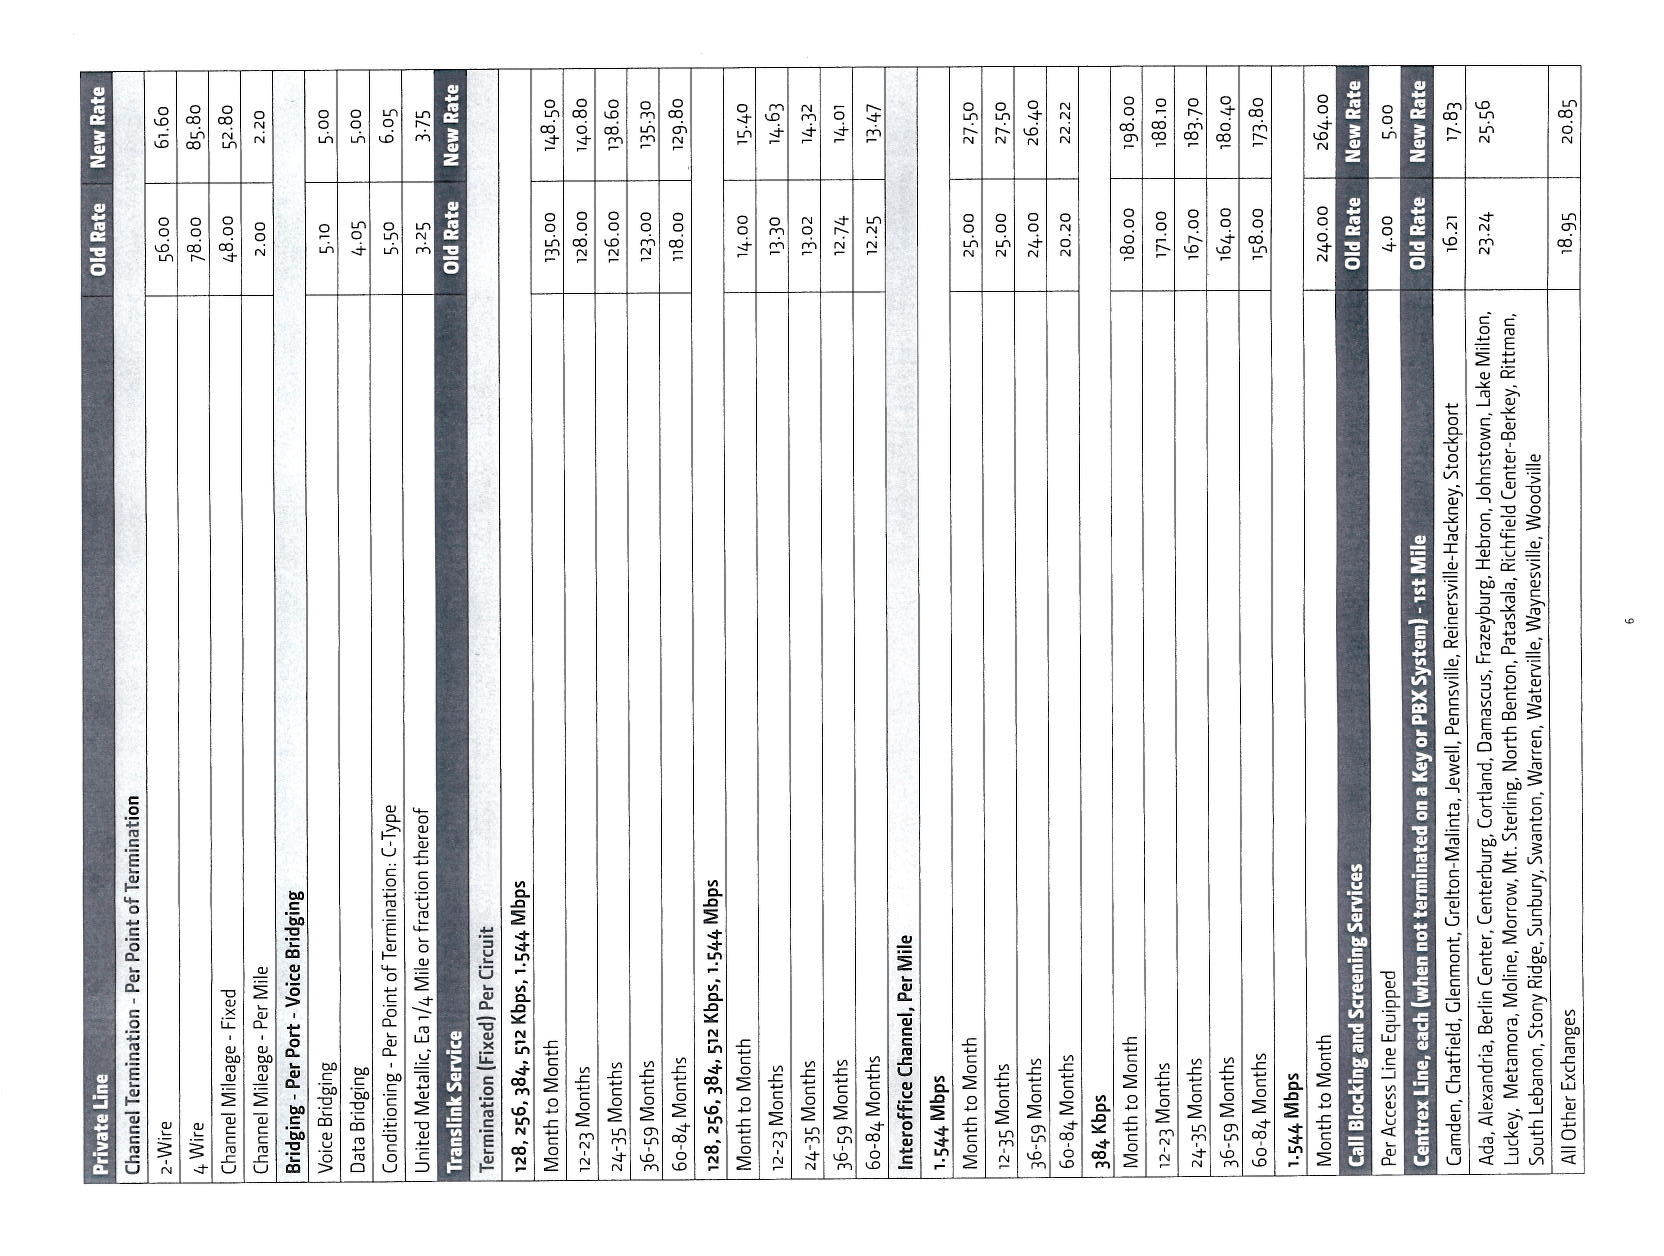 Private Line Old Rate New Rate
Channel Termination - Per Point of Termination
2-Wire 56.00 61.60
4 Wire 78.00 85.80
Channel Mileage - Fixed 48.00 52.80
Channel Mileage - Per Mile 2.00 2.20
Bridging - Per Port - Voice Bridging
Voice Bridging 5.10 5.00
Data Bridging 4.05 5.00
Conditioning - Per Point of Termination: C-Type 5.50 6.05
United Metallic, Ea 1/4 Mile or fraction thereof 3.25 3.75
Translink Service Old Rate New Rate
Termination (Fixed) Per Circuit
128, 256, 384, 512 Kbps, 1.544 Mbps
Month to Month 135.00 148.50
12-23 Months 128.00 140.80
24-35 Months 126.00 138.60
36-59 Months 123.00 135.30
60-84 Months 118.00 129.80
128, 256, 384, 512 Kbps, 1.544 Mbps
Month to Month 14.00 15.40
12-23 Months 13.30 14.63
24-35 Months 13.02 14.32
36-59 Months 12.74 14.01
60-84 Months 12.25 13.47
Interoffice Channel, Per Mile
1.544 Mbps
Month to Month 25.00 27.50
12-35 Months 25.00 27.50
36-59 Months 24.00 26.40
60-84 Months 20.20 22.22
384 Kbps
Month to Month 180.00 198.00
12-23 Months 171.00 188.10
24-35 Months 167.00 183.70
36-59 Months 164.00 180.40
60-84 Months 158.00 173.80
1.544 Mbps
Month to Month 240.00 264.00
Call Blocking and Screening Services Old Rate New Rate
Per Access Line Equipped 4.00 5.00
Centrex Line, each (when not terminated on a Key or PBX System) - 1st Mile Old Rate New Rate
Camden, Chatfield, Glenmont, Grelton-Malinta, Jewell, Pennsville, Reinersville-Hackney, Stockport 16.21 17.83
Ada, Alexandria, Berlin Center, Centerburg, Cortland, Damascus, Frazeyburg, Hebron, Johnstown, Lake Milton, 23.24 25.56
Luckey, Metamora, Moline, Morrow, Mt. Sterling, North Benton, Pataskala, Richfield Center-Berkey, Rittman,
South Lebanon, Stony Ridge, Sunbury, Swanton, Warren, Waterville, Waynesville, Woodville
All Other Exchanges 18.95 20.85
6